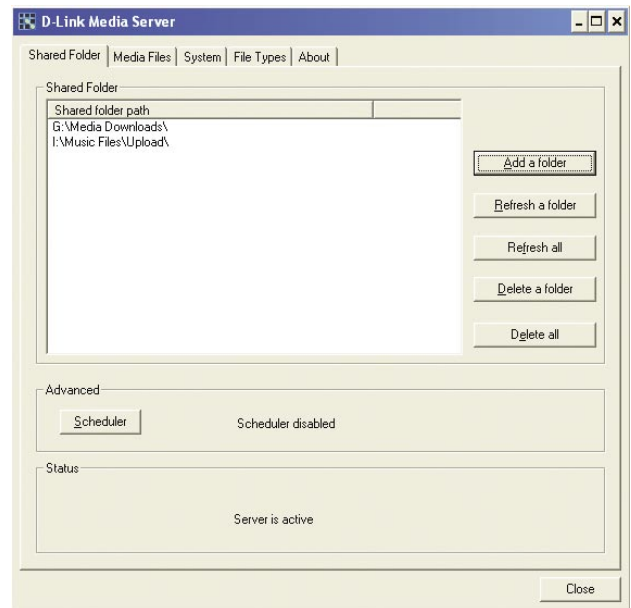 D-Link Media Server
Shared Folder Media Files System File Types About
Shared Folder
Shared folder path
G:\Media Downloads\
I:\Music Files\Upload\
Add a folder
Refresh a folder
Refresh all
Delete a folder
Delete all
Advanced
Scheduler Scheduler disabled
Status
Server is active
Close